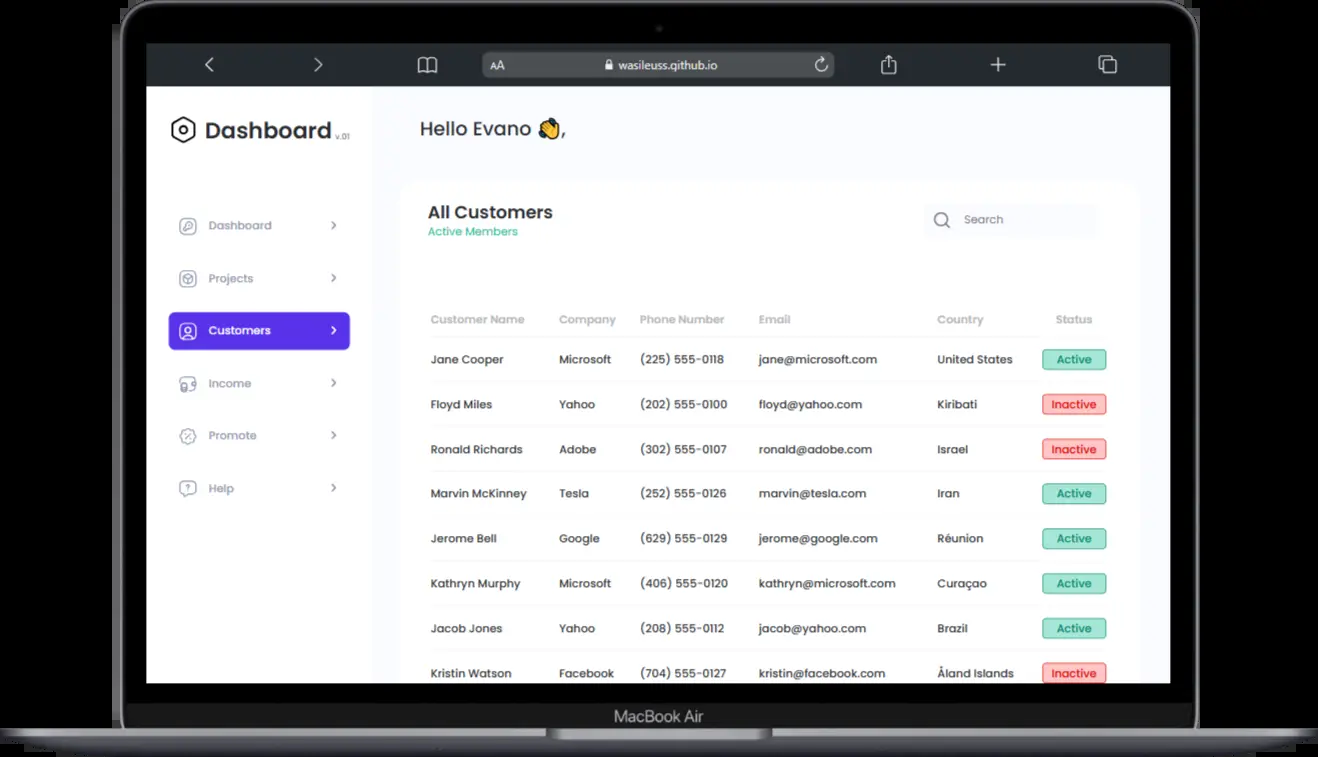 AA wasileuss.github.io
Dashboard v.01
Hello Evano 👋,
Dashboard
Projects
Customers
Income
Promote
Help
All Customers
Active Members
Search
Customer Name Company Phone Number Email Country Status
Jane Cooper Microsoft (225) 555-0118 jane@microsoft.com United States Active
Floyd Miles Yahoo (202) 555-0100 floyd@yahoo.com Kiribati Inactive
Ronald Richards Adobe (302) 555-0107 ronald@adobe.com Israel Inactive
Marvin McKinney Tesla (252) 555-0126 marvin@tesla.com Iran Active
Jerome Bell Google (629) 555-0129 jerome@google.com Réunion Active
Kathryn Murphy Microsoft (406) 555-0120 kathryn@microsoft.com Curaçao Active
Jacob Jones Yahoo (208) 555-0112 jacob@yahoo.com Brazil Active
Kristin Watson Facebook (704) 555-0127 kristin@facebook.com Åland Islands Inactive
MacBook Air